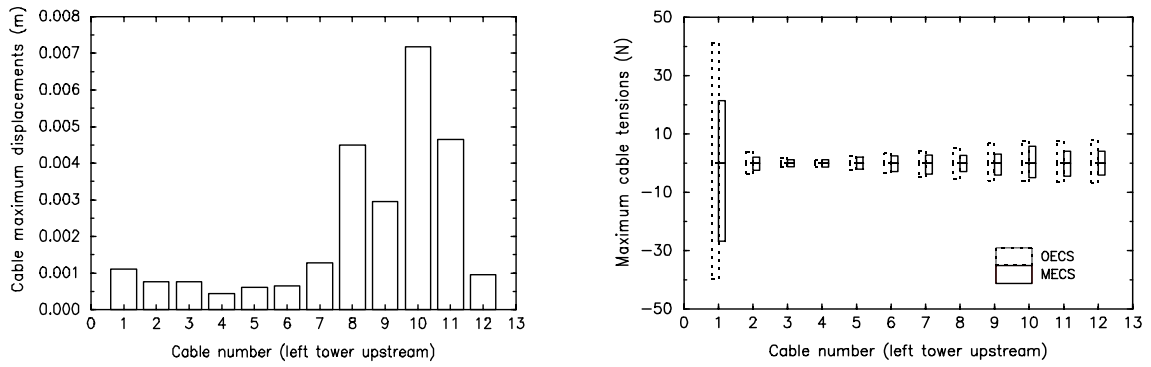 Cable maximum displacements (m)
0.008
0.007
0.006
0.005
0.004
0.003
0.002
0.001
0.000
0 1 2 3 4 5 6 7 8 9 10 11 12 13
Cable number (left tower upstream)
Maximum cable tensions (N)
50
30
10
−10
−30
−50
OECS
MECS
0 1 2 3 4 5 6 7 8 9 10 11 12 13
Cable number (left tower upstream)